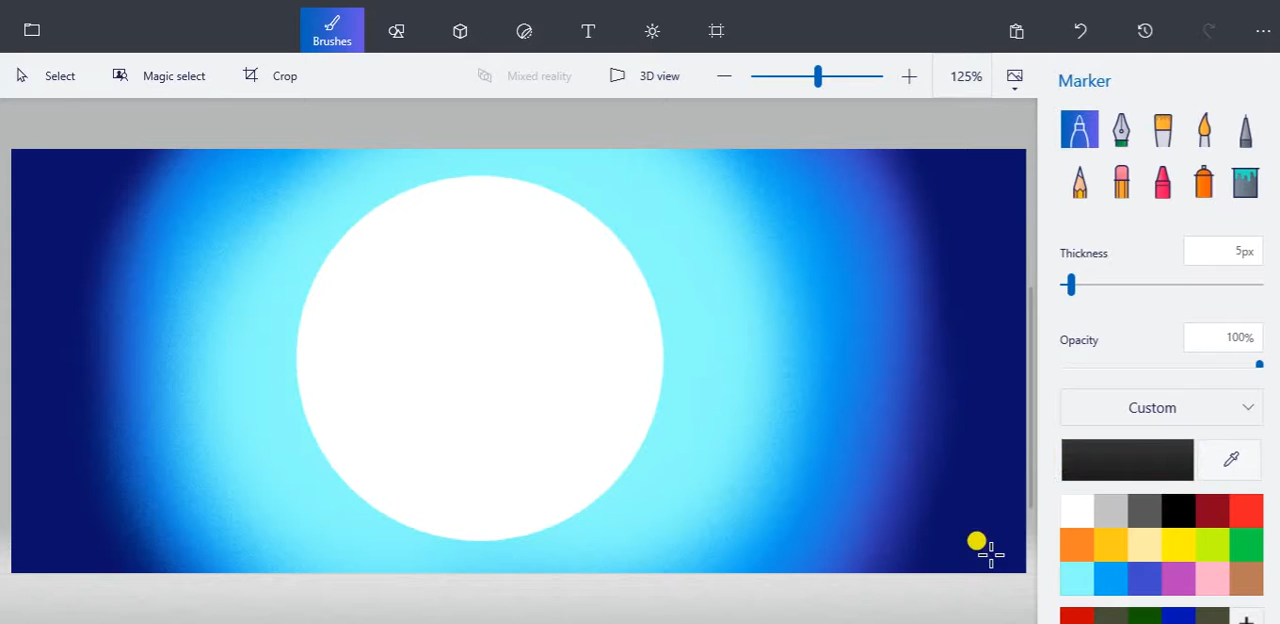 Brushes
Select
Magic select
Crop
Mixed reality
3D view
125%
Marker
Thickness
5px
Opacity
100%
Custom